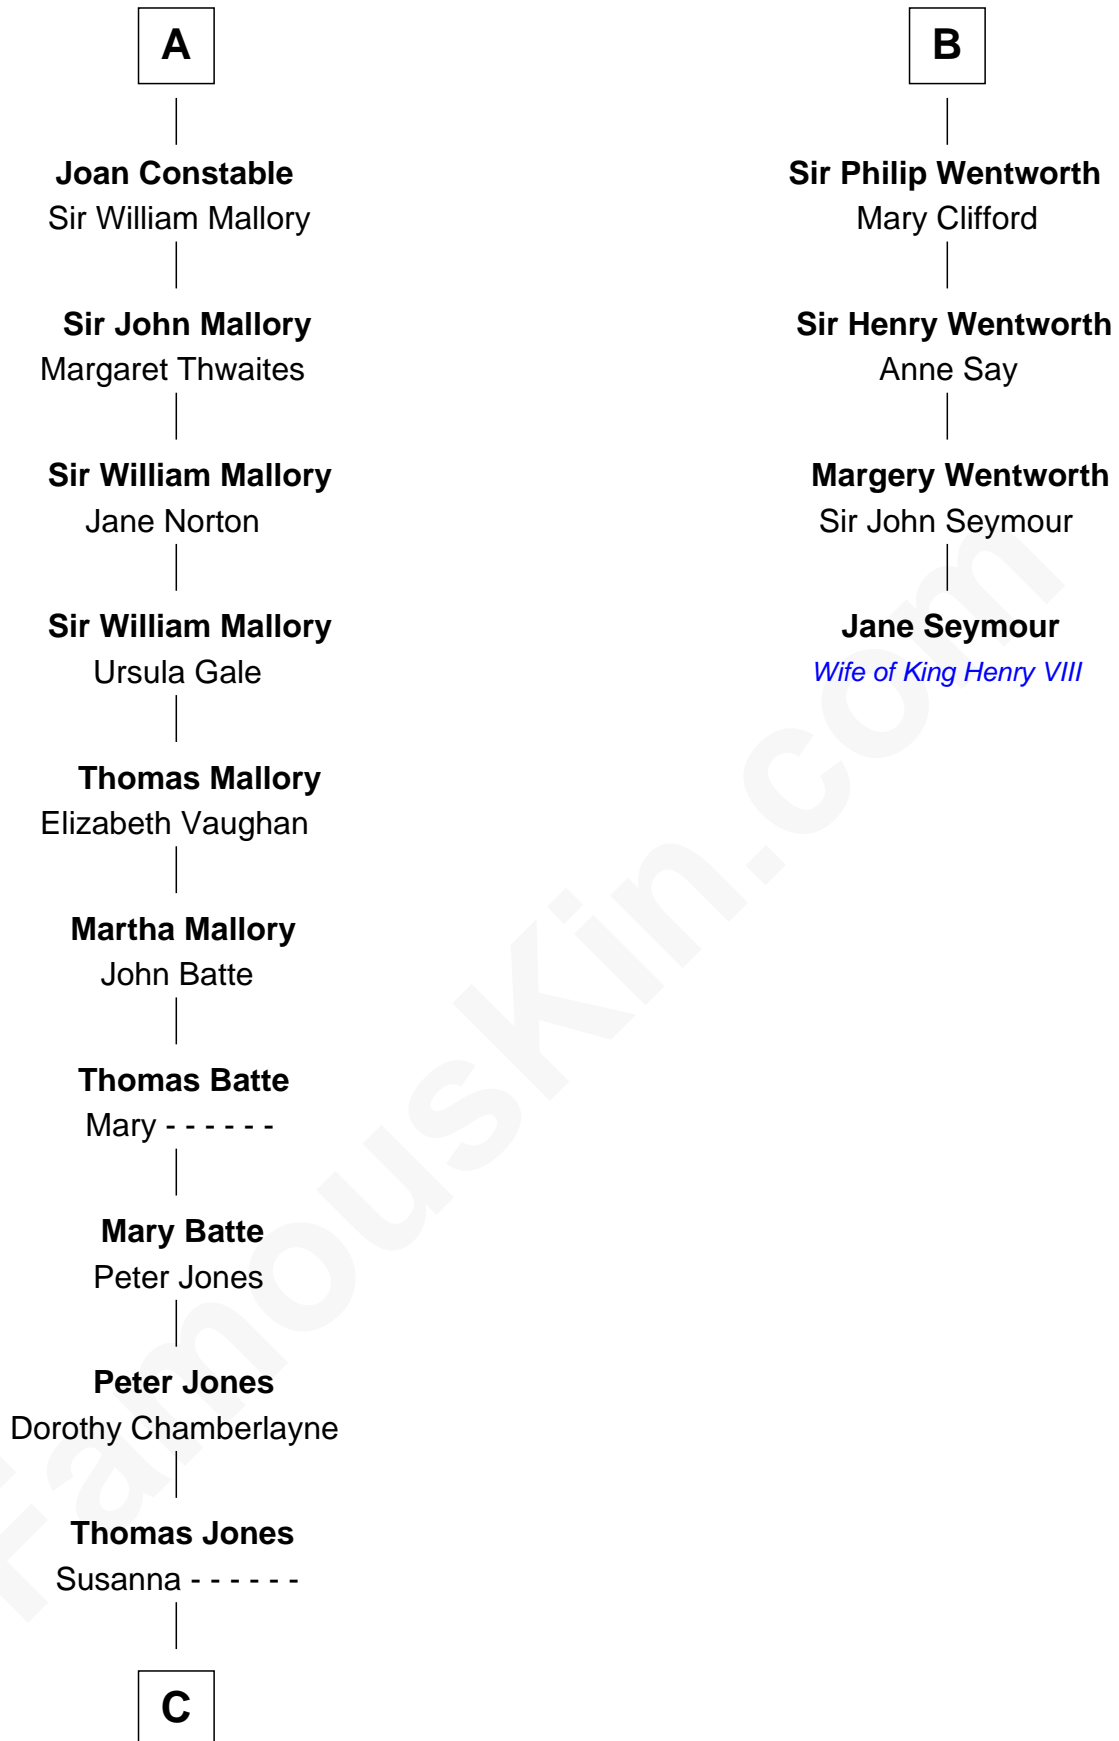 A
Joan Constable
Sir William Mallory
Sir John Mallory
Margaret Thwaites
Sir William Mallory
Jane Norton
Sir William Mallory
Ursula Gale
Thomas Mallory
Elizabeth Vaughan
Martha Mallory
John Batte
Thomas Batte
Mary - - - - - -
Mary Batte
Peter Jones
Peter Jones
Dorothy Chamberlayne
Thomas Jones
Susanna - - - - - -
C
B
Sir Philip Wentworth
Mary Clifford
Sir Henry Wentworth
Anne Say
Margery Wentworth
Sir John Seymour
Jane Seymour
Wife of King Henry VIII
FamousKin.com